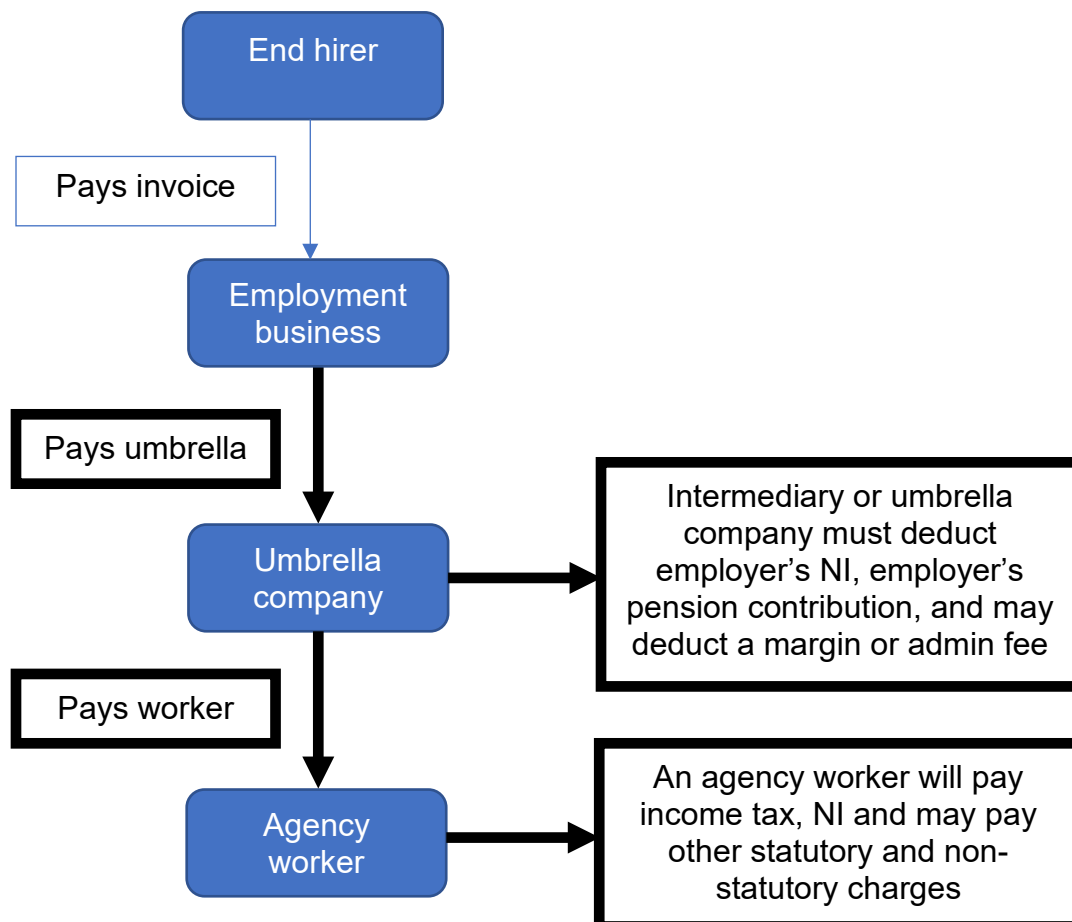 End hirer
Pays invoice
Employment
business
Pays umbrella
Umbrella
company
Intermediary or umbrella
company must deduct
employer’s NI, employer’s
pension contribution, and may
deduct a margin or admin fee
Pays worker
Agency
worker
An agency worker will pay
income tax, NI and may pay
other statutory and non-
statutory charges